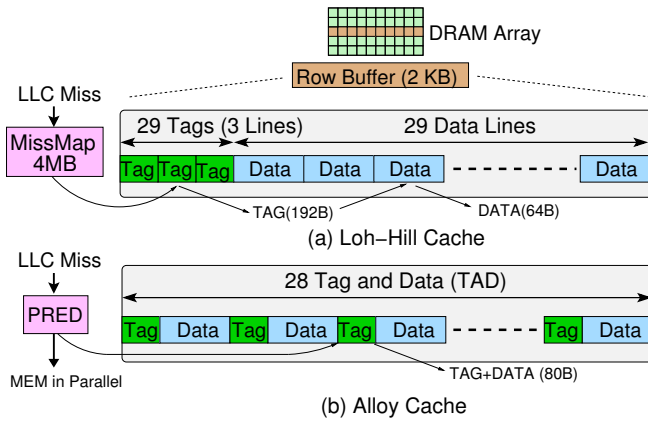 DRAM Array
Row Buffer (2 KB)
LLC Miss
MissMap
4MB
29 Tags (3 Lines)
29 Data Lines
Tag Tag Tag Data Data Data Data
TAG(192B)
DATA(64B)
(a) Loh−Hill Cache
LLC Miss
PRED
MEM in Parallel
28 Tag and Data (TAD)
Tag Data Tag Data Tag Data Tag Data
TAG+DATA (80B)
(b) Alloy Cache